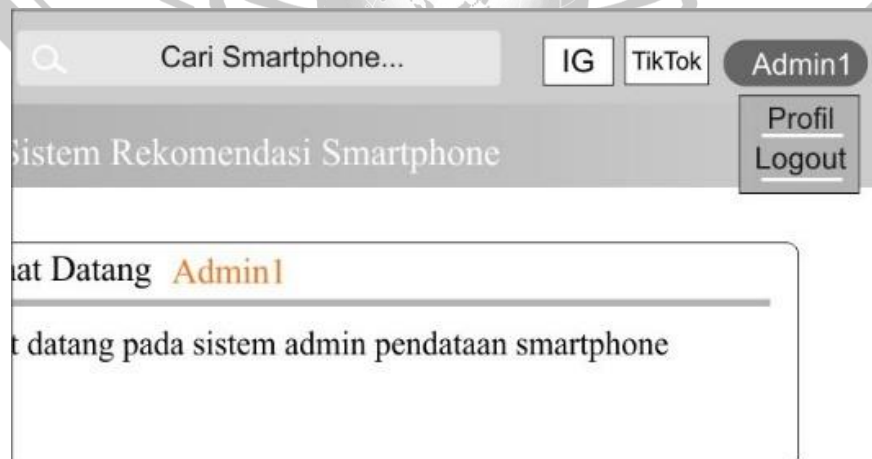 Cari Smartphone...
IG
TikTok
Admin1
Profil
Logout
Sistem Rekomendasi Smartphone
at Datang Admin1
t datang pada sistem admin pendataan smartphone